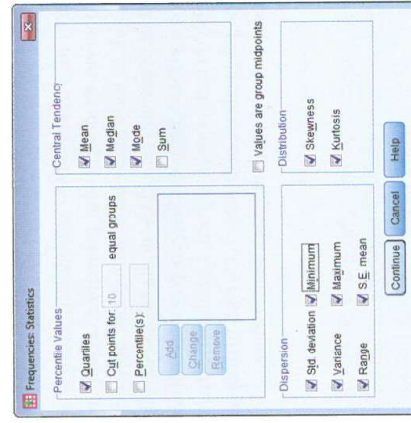 Frequencies: Statistics
Percentile Values
Quartiles
Cut points for: 10 equal groups
Percentile(s):
Add
Change
Remove
Central Tendency
Mean
Median
Mode
Sum
Values are group midpoints
Dispersion
Std. deviation
Minimum
Variance
Maximum
Range
S.E. mean
Distribution
Skewness
Kurtosis
Continue
Cancel
Help